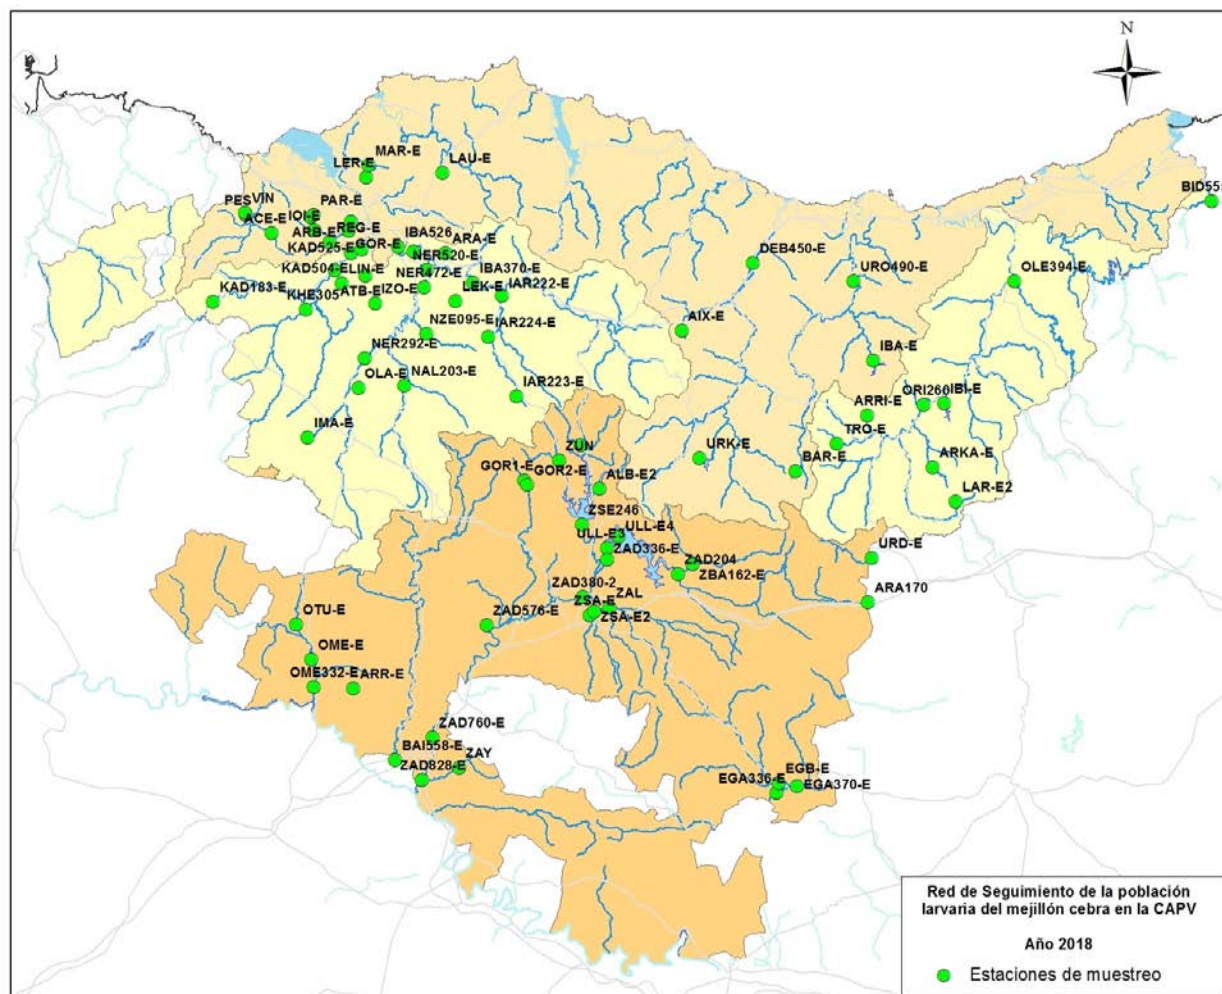 N
MAR-E
LER-E
LAU-E
BID555
PES
VIN
PAR-E
ACE-E
IOI-E
ARB-E
REG-E
IBA526
KAD525-E
GOR-E
ARA-E
NER520-E
DEB450-E
KAD504-E
LIN-E
NER472-E
IBA370-E
URO490-E
OLE394-E
KAD183-E
KHE305
ATB-E
IZO-E
LEK-E
IAR222-E
NZE095-E
IAR224-E
AIX-E
NER292-E
IBA-E
OLA-E
NAL203-E
IAR223-E
ORI260
IBI-E
ARRI-E
IMA-E
TRO-E
ZUN
URK-E
GOR1-E
GOR2-E
ALB-E2
BAR-E
ARKA-E
LAR-E2
ZSE246
ULL-E3
ULL-E4
ZAD336-E
URD-E
ZAD204
ZBA162-E
ZAD380-2
ZAL
ARA170
ZSA-E
ZSA-E2
OTU-E
ZAD576-E
OME-E
OME332-E
ARR-E
ZAD760-E
BAI558-E
ZAY
ZAD828-E
EGB-E
EGA336-E
EGA370-E
Red de Seguimiento de la población
larvaria del mejillón cebra en la CAPV
Año 2018
Estaciones de muestreo